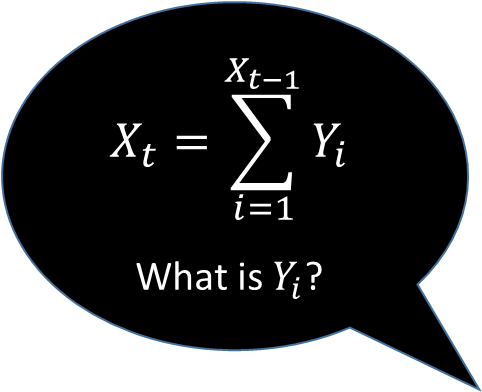 X_t = \sum_{i=1}^{X_{t-1}} Y_i
What is Y_i?